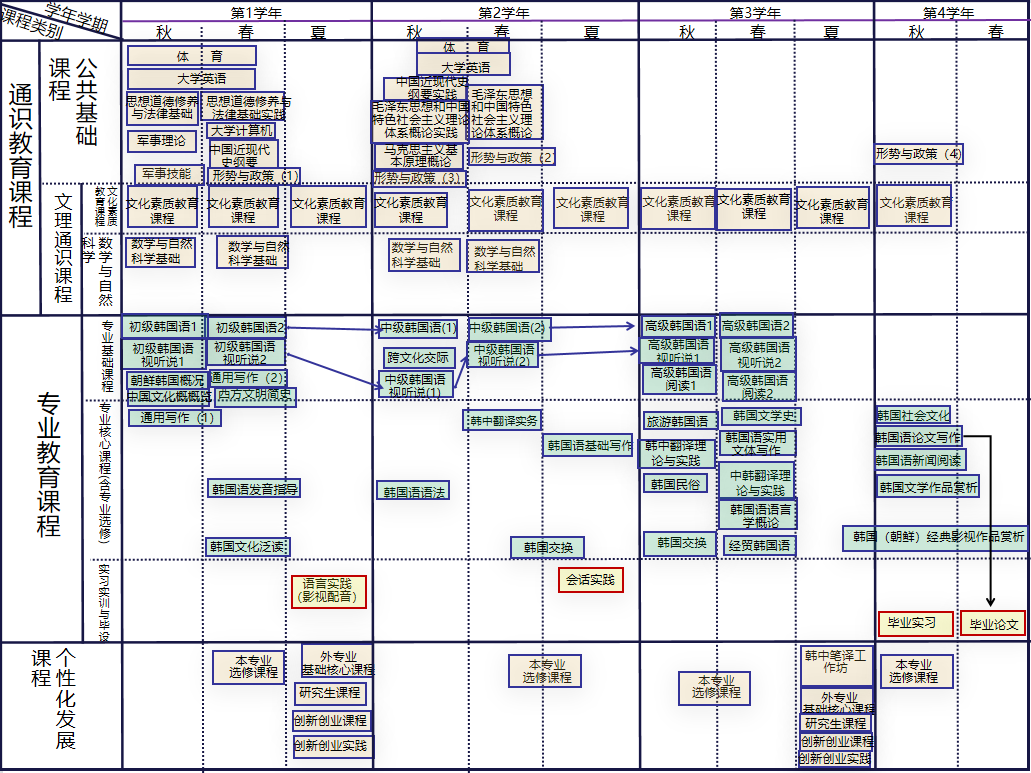 学年学期
课程类别
第1学年
第2学年
第3学年
第4学年
秋
春
夏
秋
春
夏
秋
春
夏
秋
春
通识教育课程
公共基础
课程
体 育
大学英语
思想道德修养
与法律基础
思想道德修养与
法律基础实践
军事理论
大学计算机
中国近现代
史纲要
军事技能
形势与政策（1）
体 育
大学英语
中国近现代史
纲要实践
毛泽东思想和中国
特色社会主义理论
体系概论实践
毛泽东思想
和中国特色
社会主义理
论体系概论
马克思主义基
本原理概论
形势与政策（2）
形势与政策（3）
形势与政策（4）
文理通识课程
文化素质
教育课程
文化素质教育
课程
文化素质教育
课程
文化素质教育
课程
文化素质教育
课程
文化素质教育
课程
文化素质教育
课程
文化素质教育
课程
文化素质教育
课程
文化素质教育
课程
文化素质教育
课程
数学与自然
科学
数学与自然
科学基础
数学与自然
科学基础
数学与自然
科学基础
数学与自然
科学基础
专业教育课程
专业基础课程
初级韩国语1
初级韩国语2
中级韩国语(1)
中级韩国语(2)
高级韩国语1
高级韩国语2
初级韩国语
视听说1
初级韩国语
视听说2
跨文化交际
中级韩国语
视听说(2)
高级韩国语
视听说1
高级韩国语
视听说2
朝鲜韩国概况
通用写作（2）
中级韩国语
视听说(1)
高级韩国语
阅读1
高级韩国语
阅读2
中国文化概概览
西方文明简史
专业核心课程(含专业选修)
通用写作（1）
韩中翻译实务
旅游韩国语
韩国文学史
韩国社会文化
韩国语基础写作
韩中翻译理
论与实践
韩国语实用
文体写作
韩国语论文写作
韩国语新闻阅读
韩国语发音指导
韩国语语法
韩国民俗
中韩翻译理
论与实践
韩国文学作品赏析
韩国语语言
学概论
韩国文化泛读
韩国交换
韩国交换
经贸韩国语
韩国（朝鲜）经典影视作品赏析
实习实训与毕设
语言实践
(影视配音)
会话实践
毕业实习
毕业论文
个性化发展
课程
本专业
选修课程
外专业
基础核心课程
研究生课程
创新创业课程
创新创业实践
本专业
选修课程
本专业
选修课程
韩中笔译工
作坊
外专业
基础核心课程
研究生课程
创新创业课程
创新创业实践
本专业
选修课程